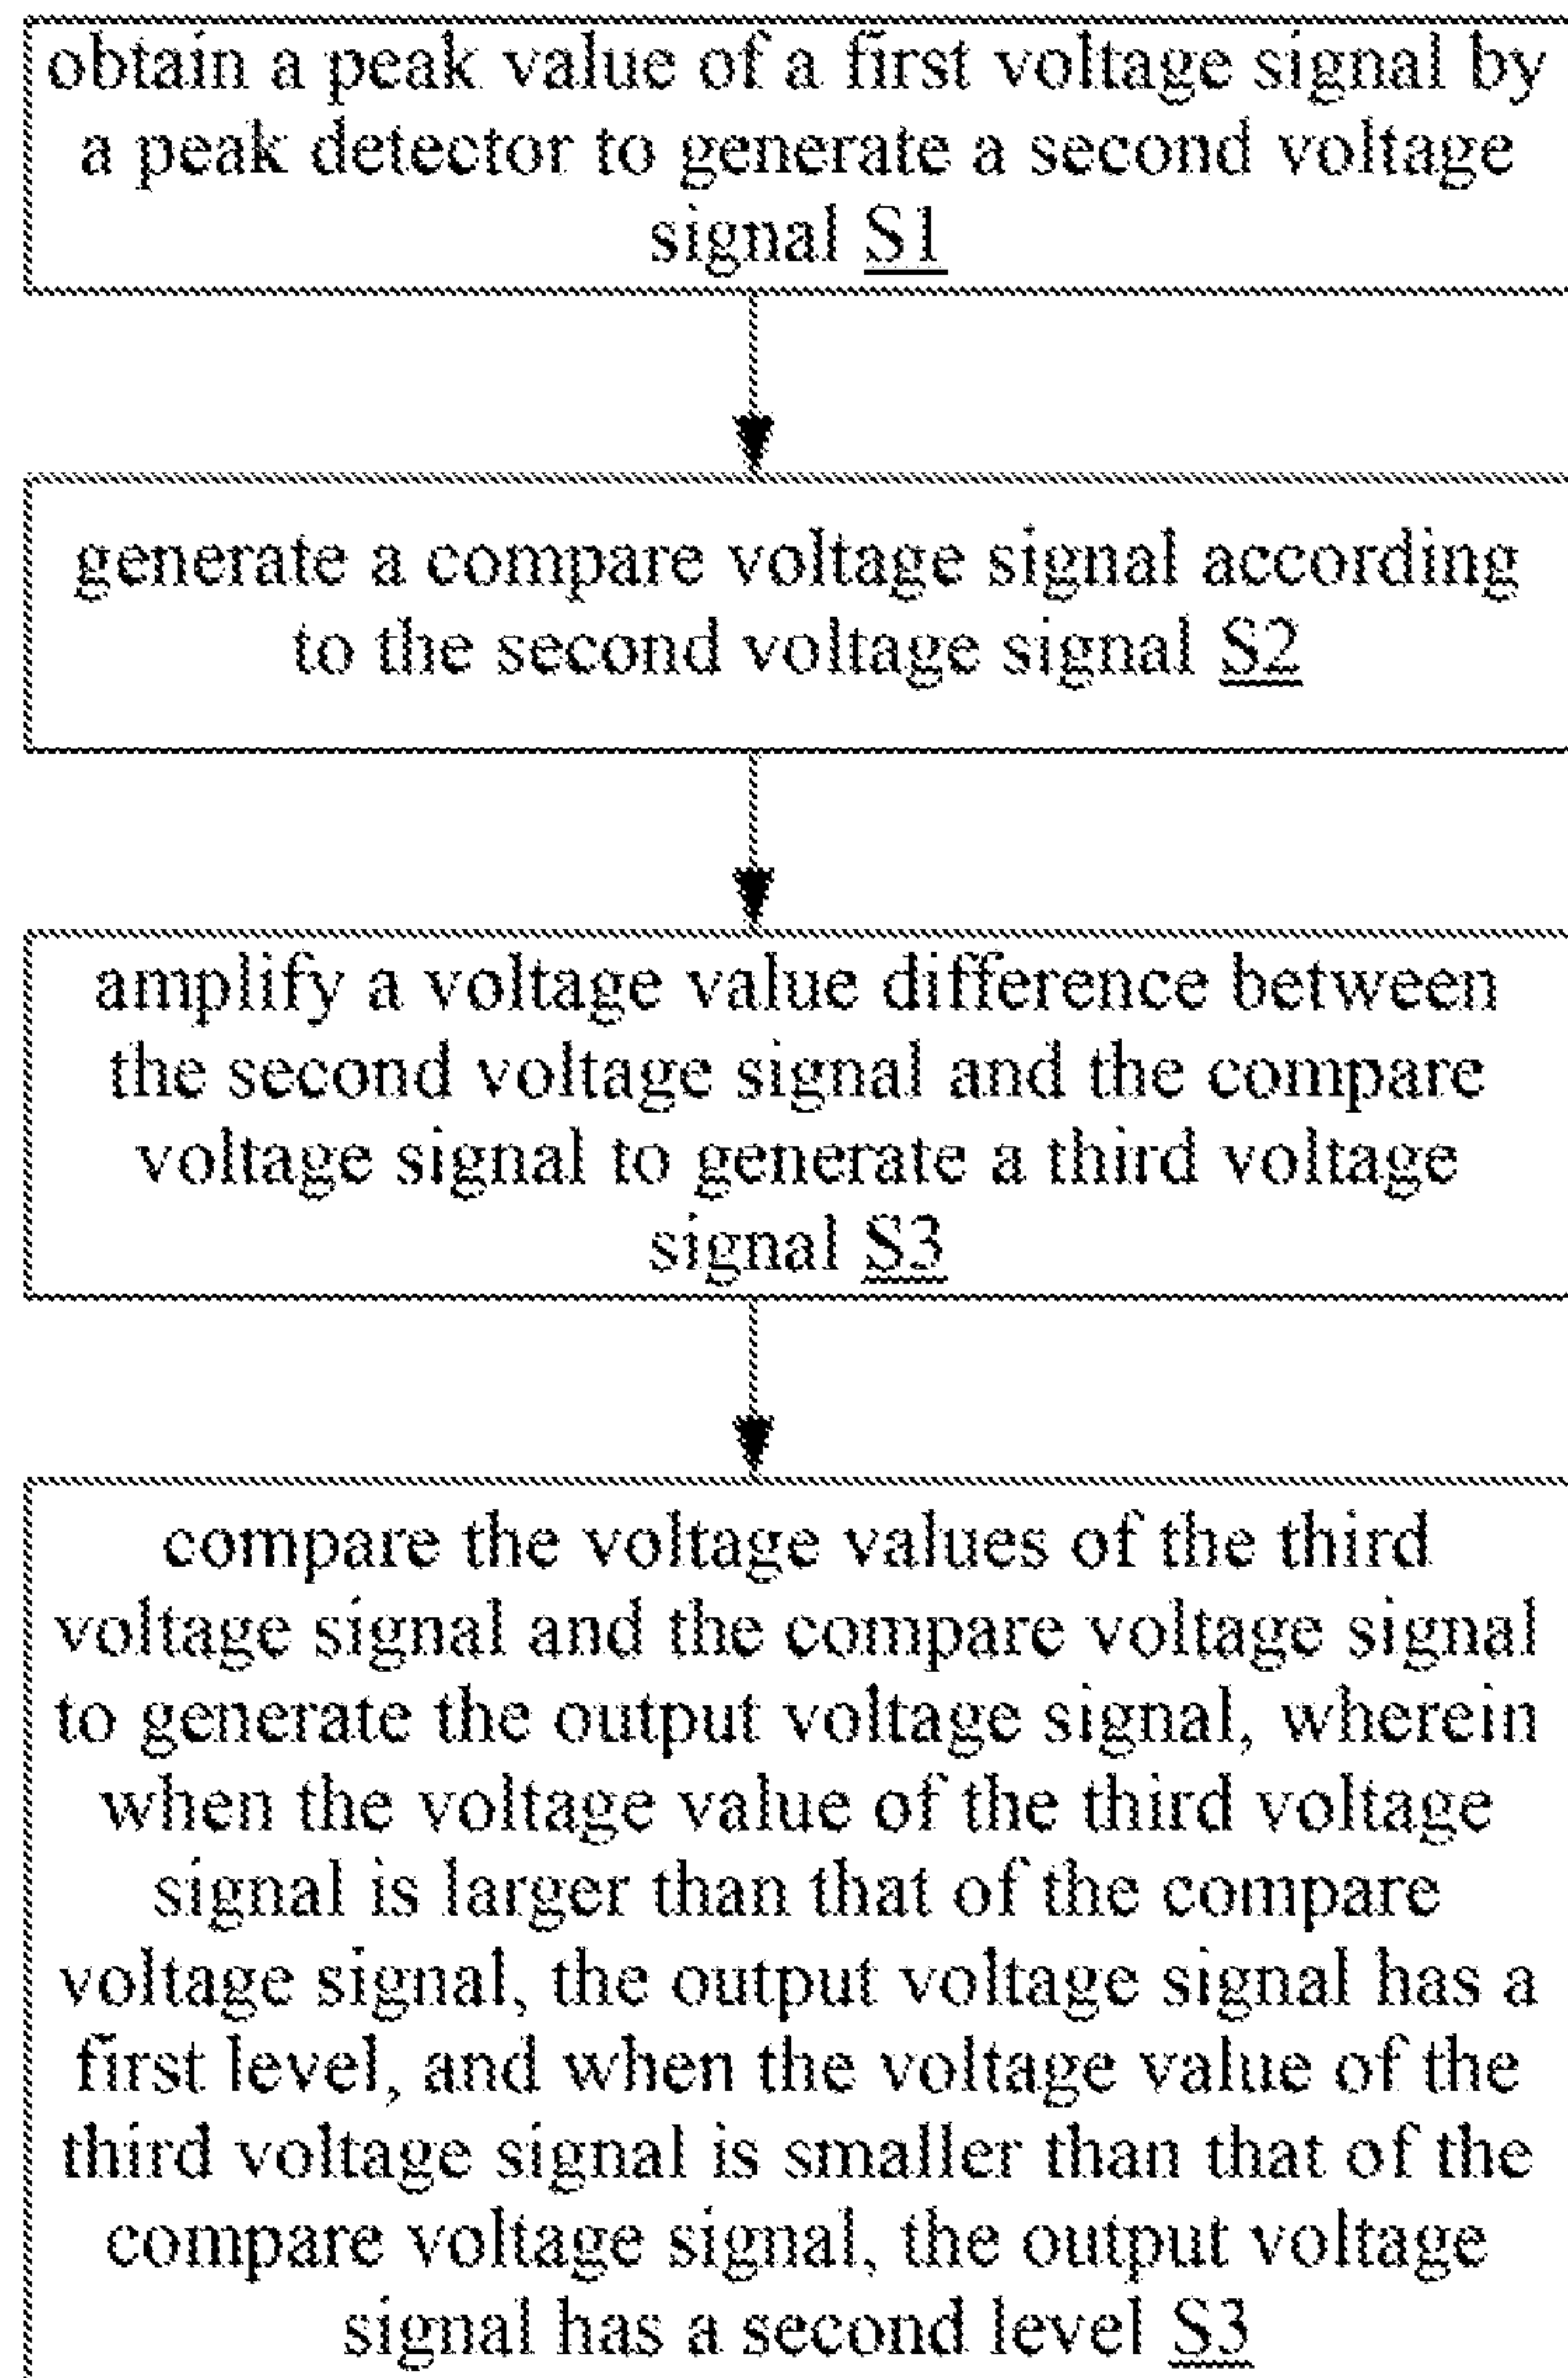 obtain a peak value of a first voltage signal by
a peak detector to generate a second voltage
signal S1
generate a compare voltage signal according
to the second voltage signal S2
amplify a voltage value difference between
the second voltage signal and the compare
voltage signal to generate a third voltage
signal S3
compare the voltage values of the third
voltage signal and the compare voltage signal
to generate the output voltage signal, wherein
when the voltage value of the third voltage
signal is larger than that of the compare
voltage signal, the output voltage signal has a
first level, and when the voltage value of the
third voltage signal is smaller than that of the
compare voltage signal, the output voltage
signal has a second level S3